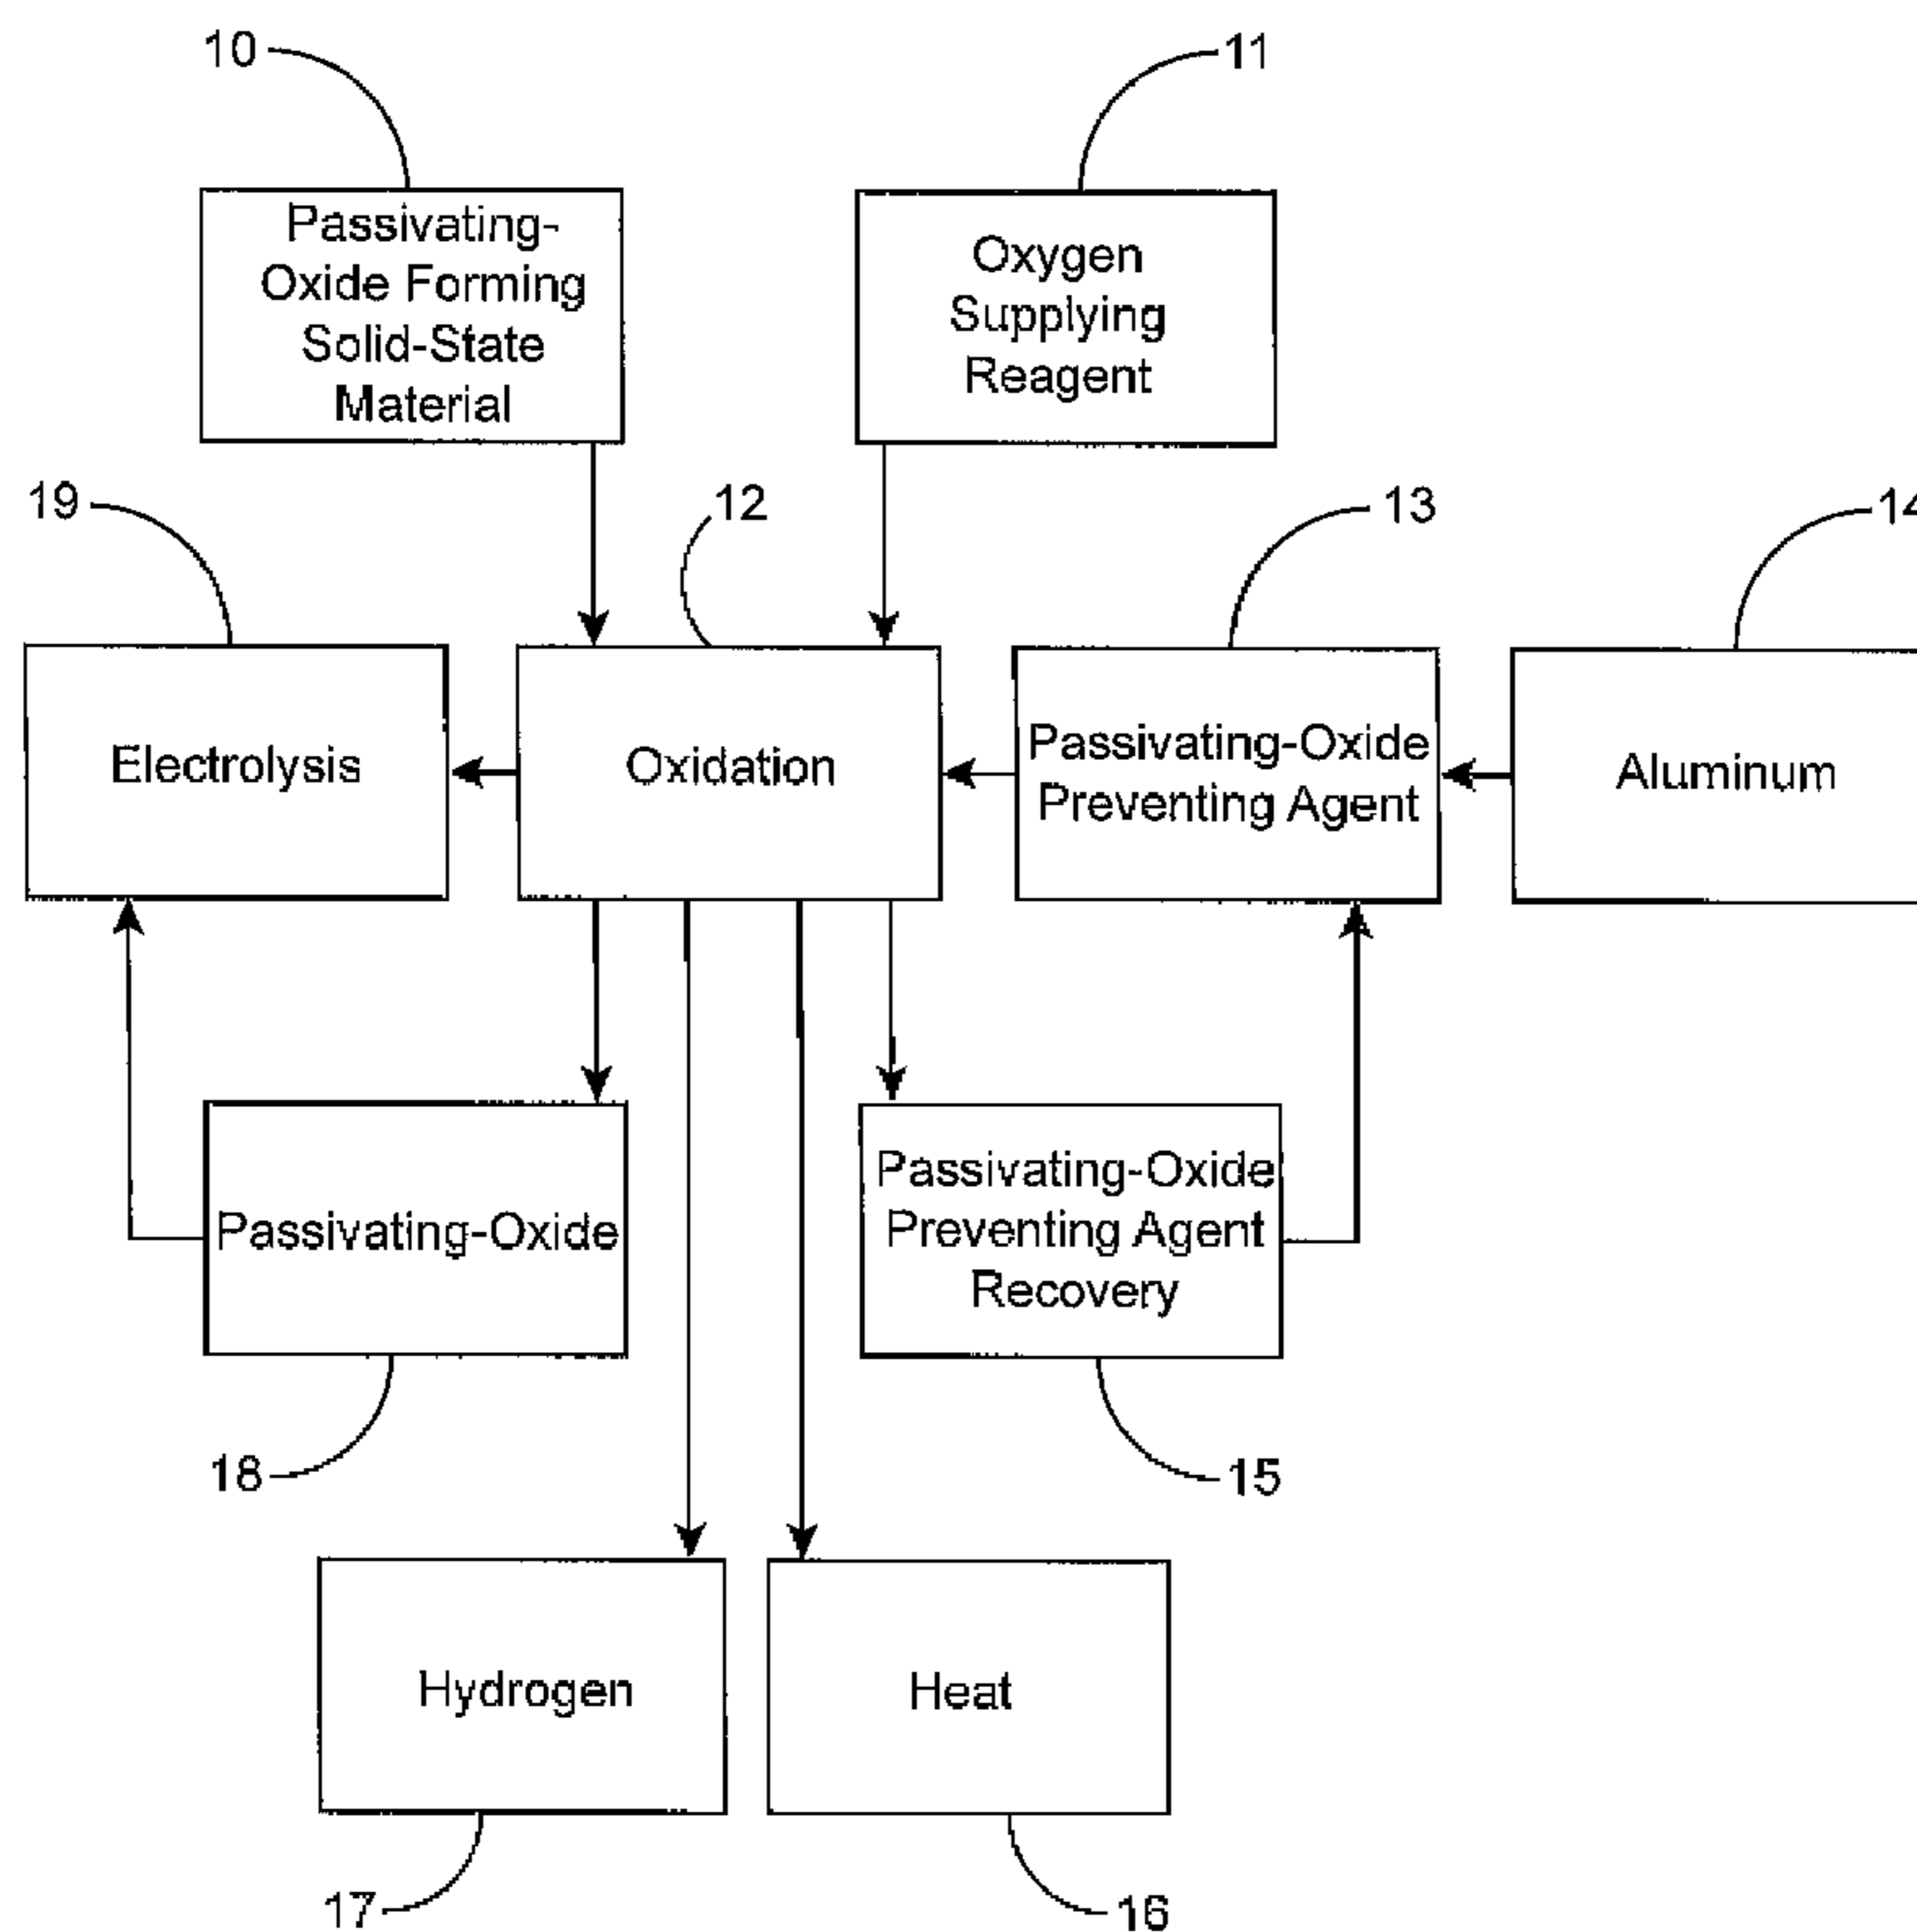 10
11
Passivating-
Oxide Forming
Solid-State
Material
Oxygen
Supplying
Reagent
19
12
13
14
Electrolysis
Oxidation
Passivating-Oxide
Preventing Agent
Aluminum
Passivating-Oxide
Passivating-Oxide
Preventing Agent
Recovery
18
15
Hydrogen
Heat
17
16